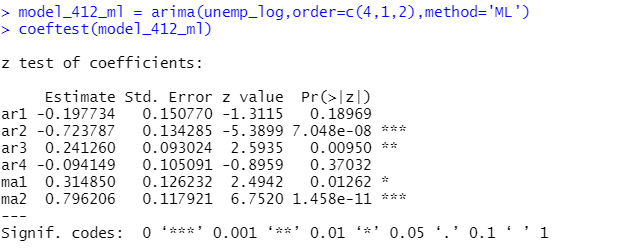 > model_412_ml = arima(unemp_log,order=c(4,1,2),method='ML')
> coeftest(model_412_ml)
z test of coefficients:
Estimate Std. Error z value Pr(>|z|)
ar1 -0.197734 0.150770 -1.3115 0.18969
ar2 -0.723787 0.134285 -5.3899 7.048e-08 ***
ar3 0.241260 0.093024 2.5935 0.00950 **
ar4 -0.094149 0.105091 -0.8959 0.37032
ma1 0.314850 0.126232 2.4942 0.01262 *
ma2 0.796206 0.117921 6.7520 1.458e-11 ***
---
Signif. codes: 0 ‘***’ 0.001 ‘**’ 0.01 ‘*’ 0.05 ‘.’ 0.1 ‘ ’ 1